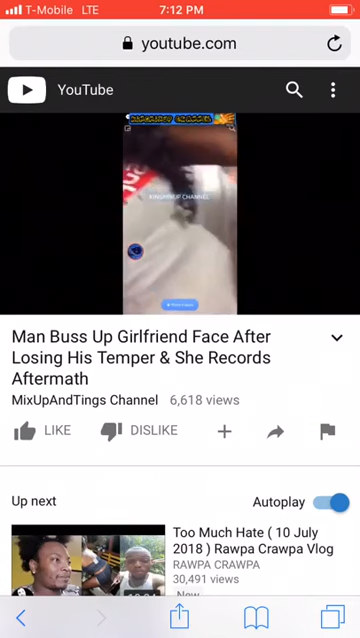 T-Mobile LTE 7:12 PM
youtube.com
YouTube
CHANNEL
Man Buss Up Girlfriend Face After
Losing His Temper & She Records
Aftermath
MixUpAndTings Channel 6,618 views
LIKE DISLIKE
Up next Autoplay
Too Much Hate ( 10 July
2018 ) Rawpa Crawpa Vlog
RAWPA CRAWPA
30,491 views
New